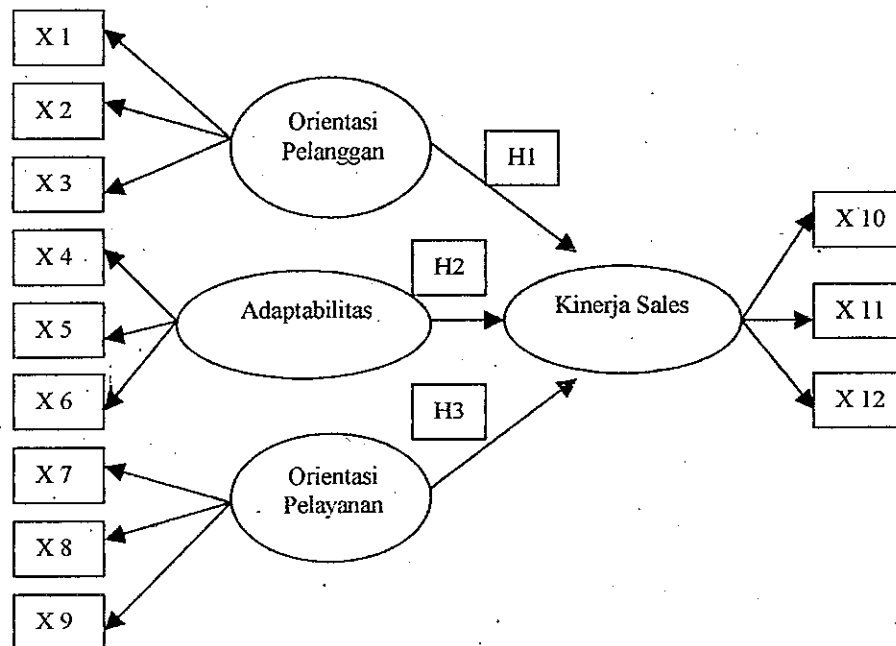 X 1
X 2
X 3
X 4
X 5
X 6
X 7
X 8
X 9
Orientasi
Pelanggan
Adaptabilitas
Orientasi
Pelayanan
H1
H2
H3
Kinerja Sales
X 10
X 11
X 12